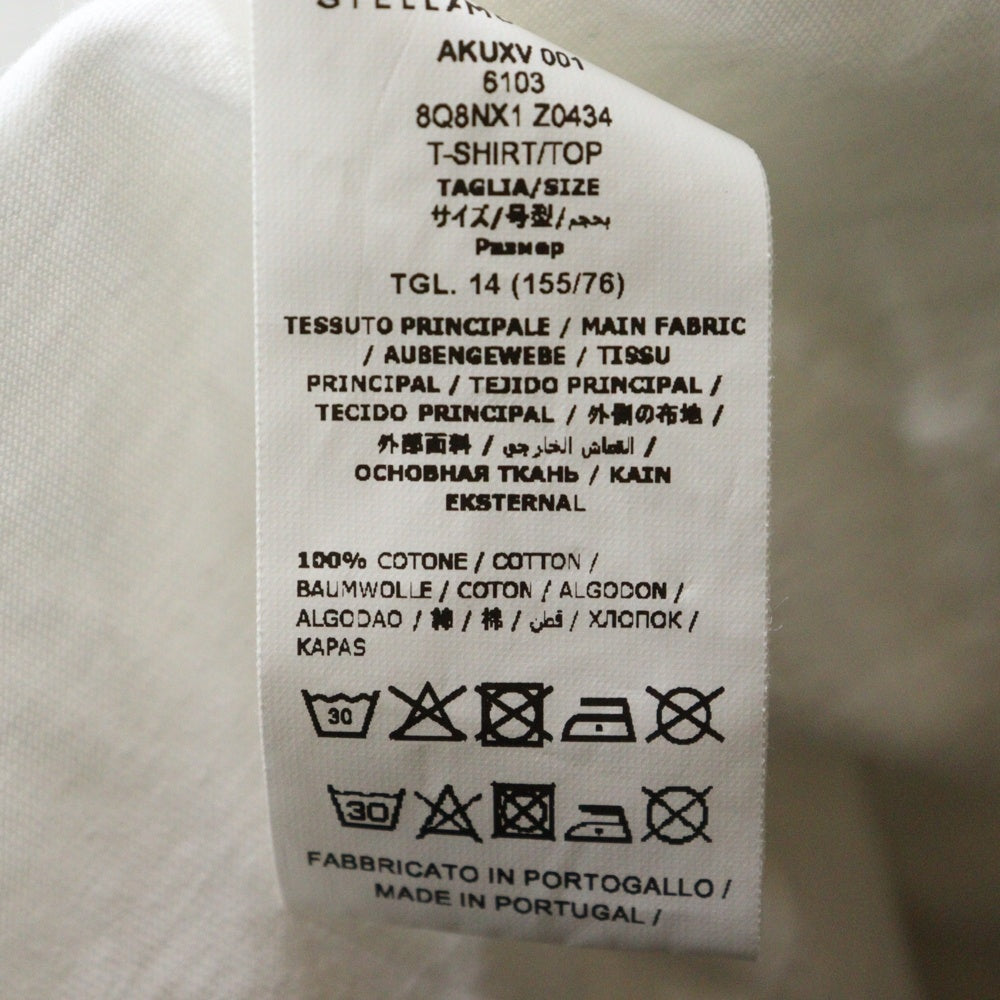 AKUXV 001
6103
8Q8NX1 Z0434
T-SHIRT/TOP
TAGLIA/SIZE
サイズ/号型/بحجم
Размер
TGL. 14 (155/76)
TESSUTO PRINCIPALE / MAIN FABRIC
/ AUBENGEWEBE / TISSU
PRINCIPAL / TEJIDO PRINCIPAL /
TECIDO PRINCIPAL / 外側の布地 /
外部面料 / القماش الخارجي /
ОСНОВНАЯ ТКАНЬ / KAIN
EKSTERNAL
100% COTONE / COTTON /
BAUMWOLLE / COTON / ALGODON /
ALGODAO / 綿 / 棉 / قطن / ХЛОПОК /
KAPAS
30
30
FABBRICATO IN PORTOGALLO /
MADE IN PORTUGAL /